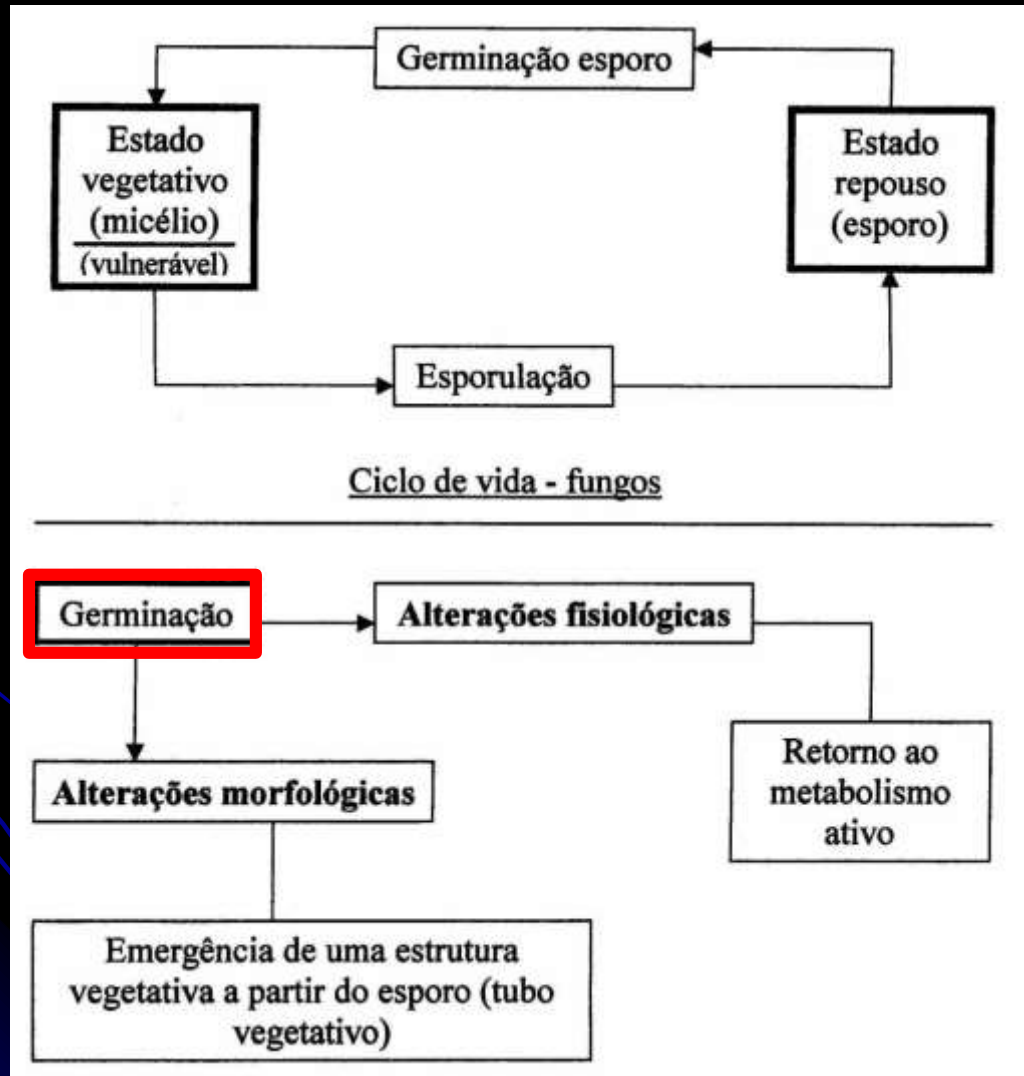 Germinação esporo
Estado
vegetativo
(micélio)
(vulnerável)
Estado
repouso
(esporo)
Esporulação
Ciclo de vida - fungos
Germinação
Alterações fisiológicas
Alterações morfológicas
Retorno ao
metabolismo
ativo
Emergência de uma estrutura
vegetativa a partir do esporo (tubo
vegetativo)